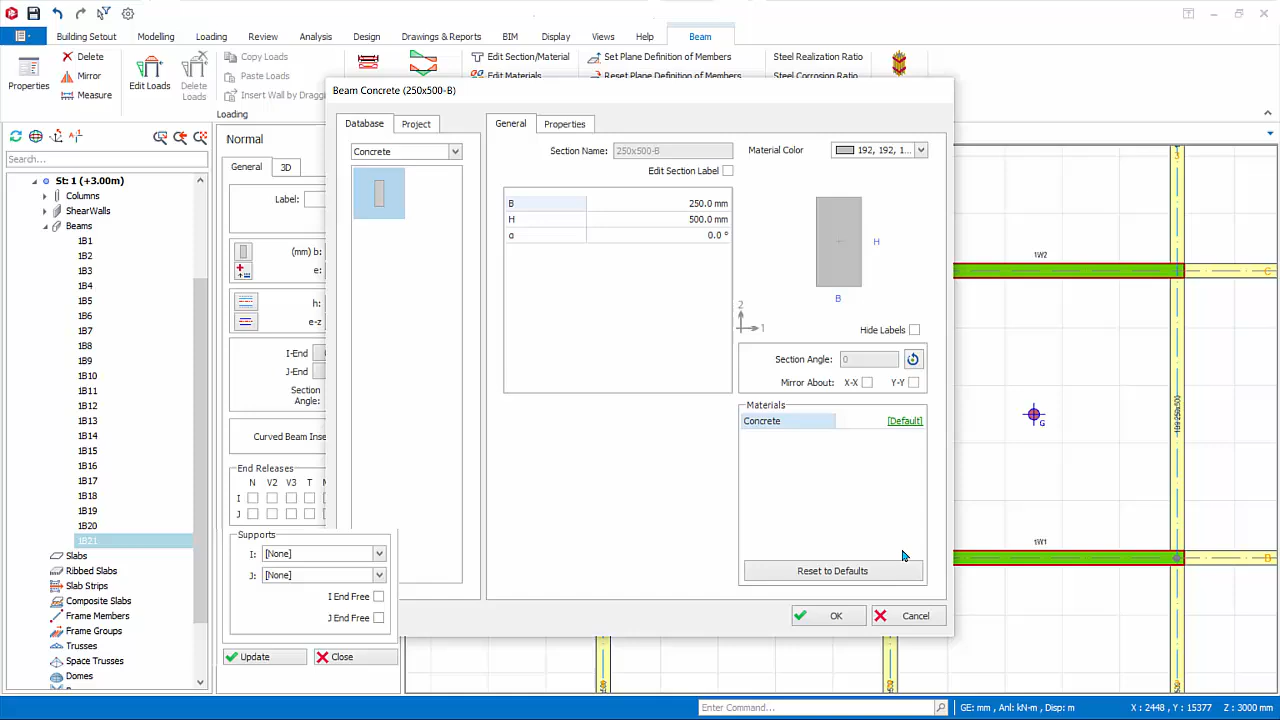 Building Setout Modelling Loading Review Analysis Design Drawings & Reports BIM Display Views Help Beam
Properties
Delete
Mirror
Measure
Edit Loads
Delete Loads
Copy Loads
Paste Loads
Insert Wall by Draggi
Loading
Edit Section/Material
Edit Materials
Set Plane Definition of Members
Reset Plane Definition of Members
Steel Realization Ratio
Steel Corrosion Ratio
Search...
St: 1 (+3.00m)
Columns
ShearWalls
Beams
1B1
1B2
1B3
1B4
1B5
1B6
1B7
1B8
1B9
1B10
1B11
1B12
1B13
1B14
1B15
1B16
1B17
1B18
1B19
1B20
1B21
Slabs
Ribbed Slabs
Slab Strips
Composite Slabs
Frame Members
Frame Groups
Trusses
Space Trusses
Domes
Normal
General 3D
Label:
(mm) b:
e:
h:
e-z
I-End
J-End
Section
Angle:
Curved Beam Inse
End Releases
N V2 V3 T
I
J
Supports
I: [None]
J: [None]
I End Free
J End Free
Update Close
Beam Concrete (250x500-B)
Database Project
Concrete
General Properties
Section Name: 250x500-B
Edit Section Label
B 250.0 mm
H 500.0 mm
α 0.0 °
Material Color 192, 192, 1...
H
B
2
1
Hide Labels
Section Angle: 0
Mirror About: X-X Y-Y
Materials
Concrete [Default]
Reset to Defaults
OK Cancel
3
1W2
C
G
1W1
Enter Command...
GE: mm , Anl: kN-m , Disp: m
X : 2448 , Y : 15377
Z : 3000 mm